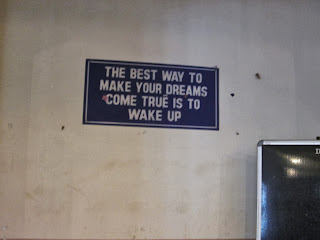 THE BEST WAY TO
MAKE YOUR DREAMS
COME TRUE IS TO
WAKE UP